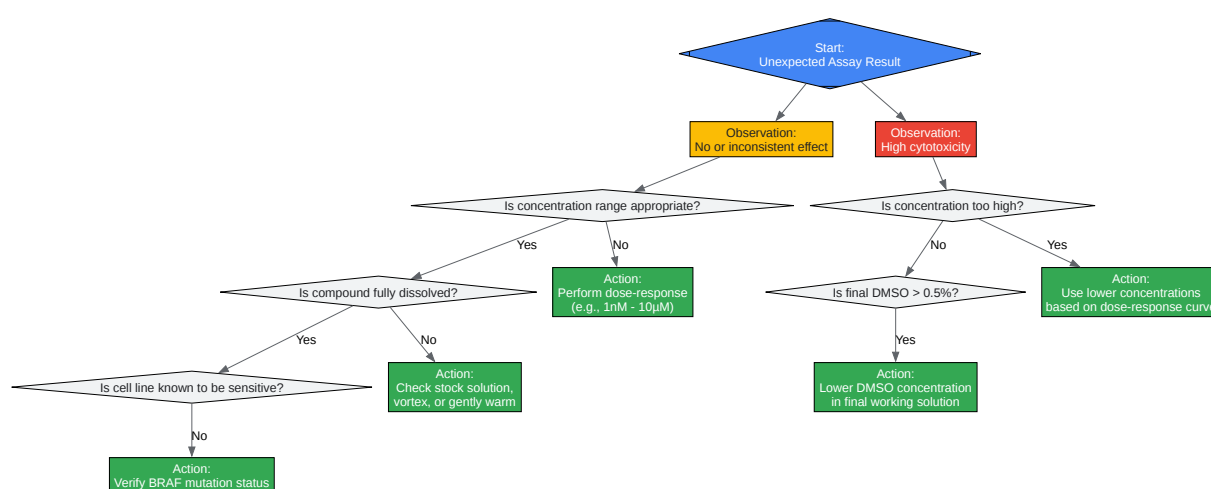 Start:
Unexpected Assay Result
Observation:
No or inconsistent effect
Observation:
High cytotoxicity
Is concentration range appropriate?
Is concentration too high?
Yes
No
No
Yes
Is compound fully dissolved?
Action:
Perform dose-response
(e.g., 1nM - 10µM)
Is final DMSO > 0.5%?
Action:
Use lower concentrations
based on dose-response curve
Yes
No
Yes
Is cell line known to be sensitive?
Action:
Check stock solution,
vortex, or gently warm
Action:
Lower DMSO concentration
in final working solution
No
Action:
Verify BRAF mutation status